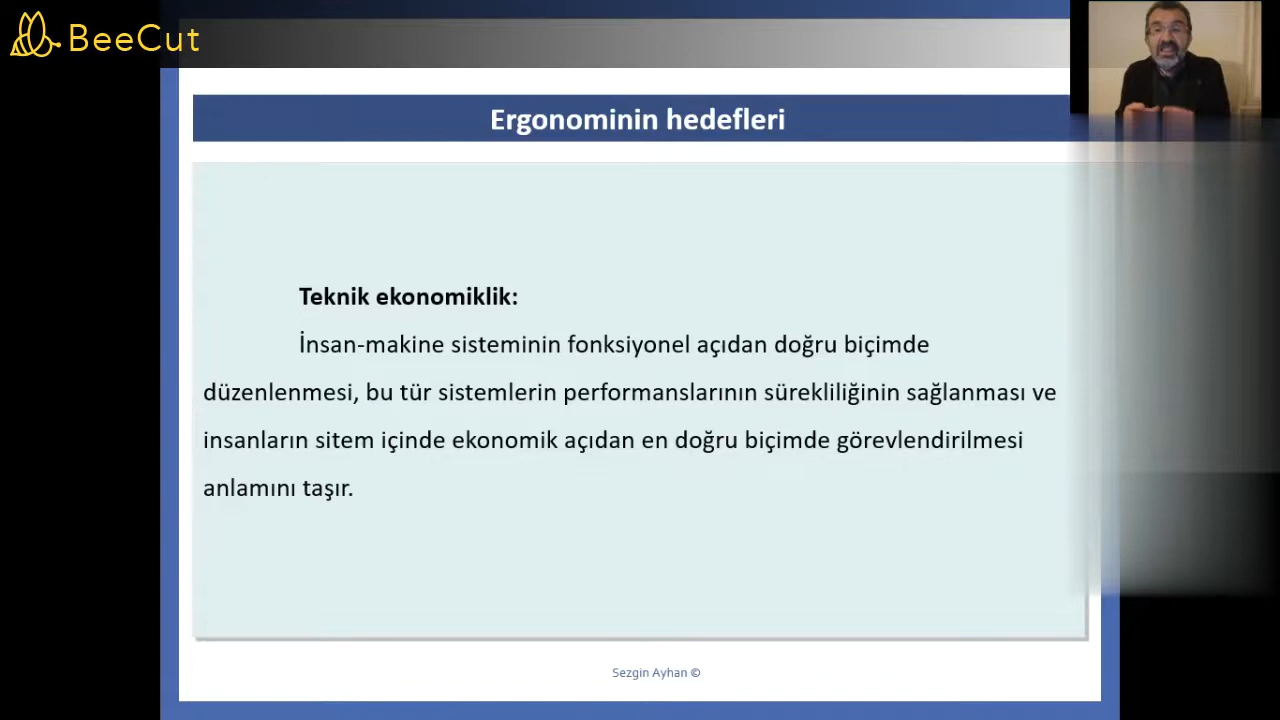 BeeCut
Ergonominin hedefleri
Teknik ekonomiklik:
İnsan-makine sisteminin fonksiyonel açıdan doğru biçimde
düzenlenmesi, bu tür sistemlerin performanslarının sürekliliğinin sağlanması ve
insanların sitem içinde ekonomik açıdan en doğru biçimde görevlendirilmesi
anlamını taşır.
Sezgin Ayhan ©